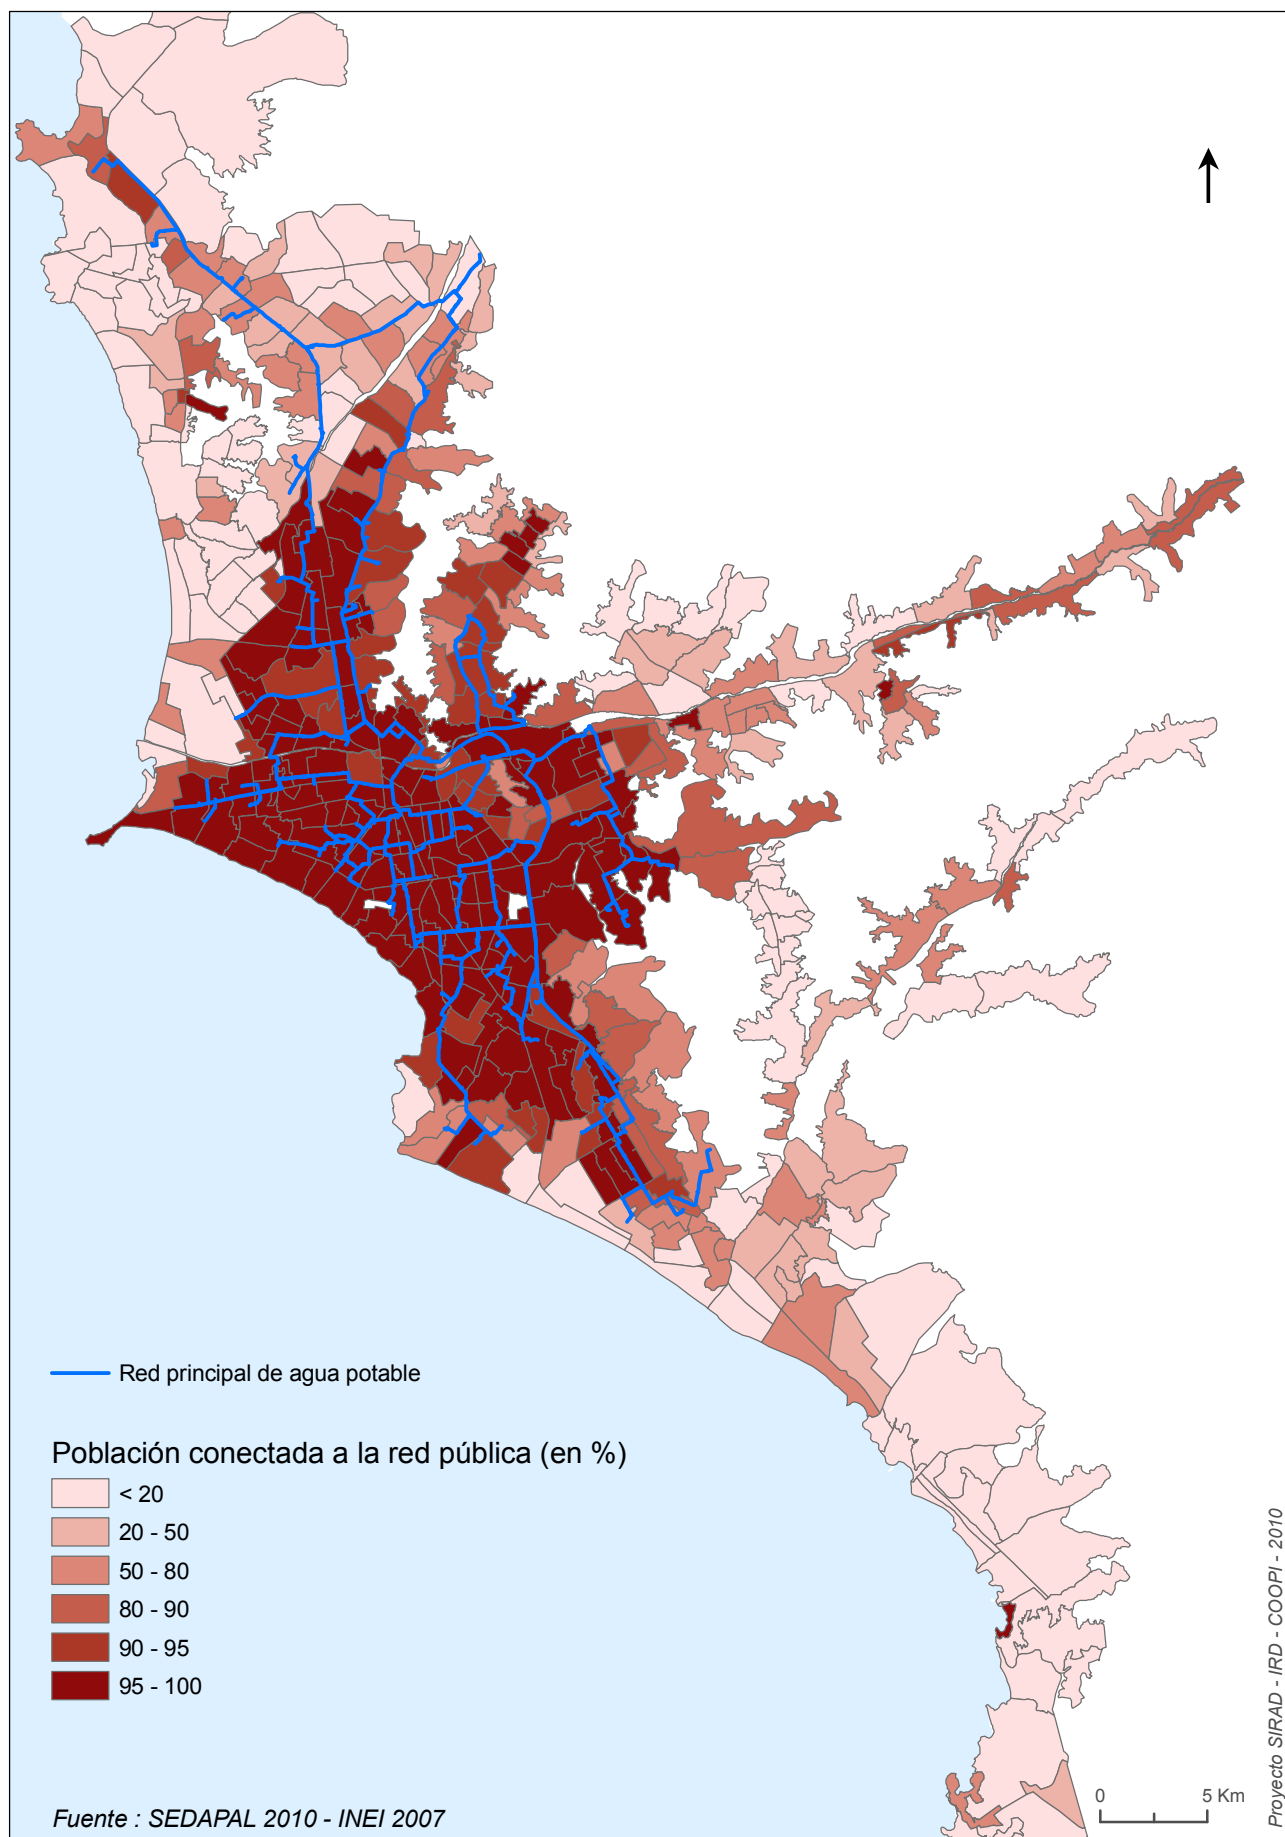 Red principal de agua potable
Población conectada a la red pública (en %)
< 20
20 - 50
50 - 80
80 - 90
90 - 95
95 - 100
Fuente : SEDAPAL 2010 - INEI 2007
0 5 Km
Proyecto SIRAD - IRD - COOPI - 2010